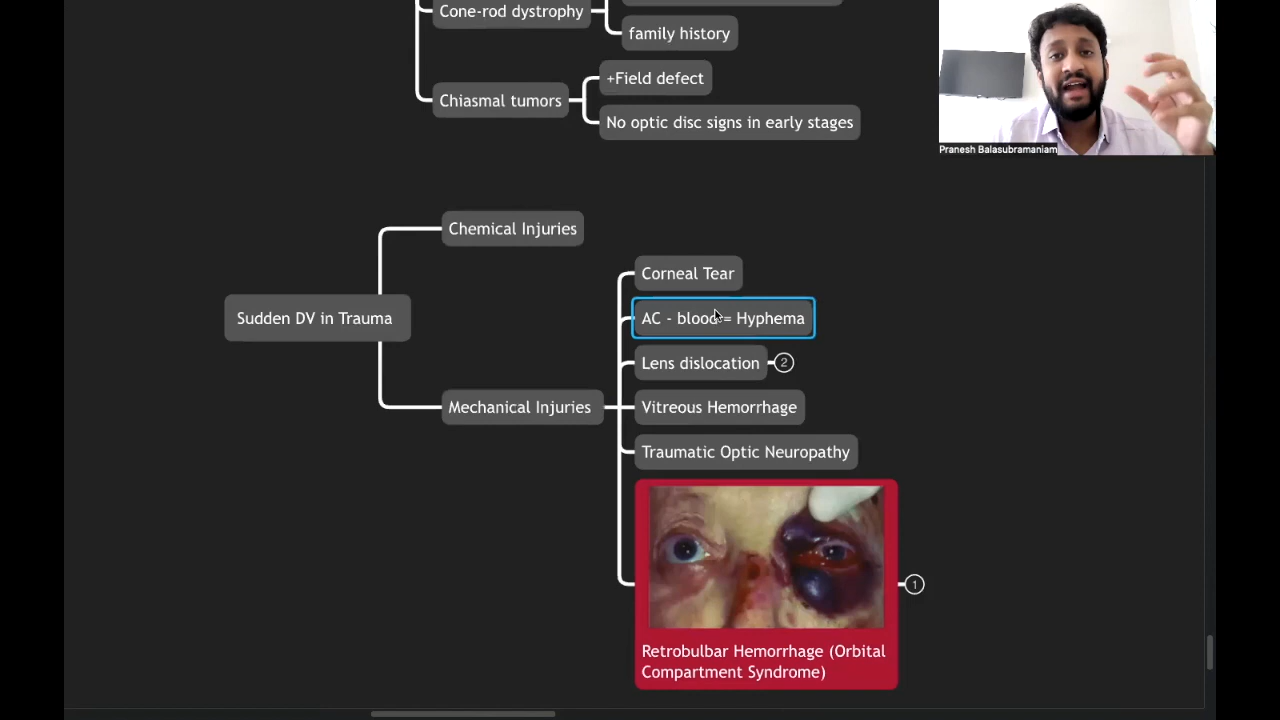 Cone-rod dystrophy
family history
Chiasmal tumors
+Field defect
No optic disc signs in early stages
Pranesh Balasubramaniam
Sudden DV in Trauma
Chemical Injuries
Mechanical Injuries
Corneal Tear
AC - blood = Hyphema
Lens dislocation
2
Vitreous Hemorrhage
Traumatic Optic Neuropathy
Retrobulbar Hemorrhage (Orbital
Compartment Syndrome)
1